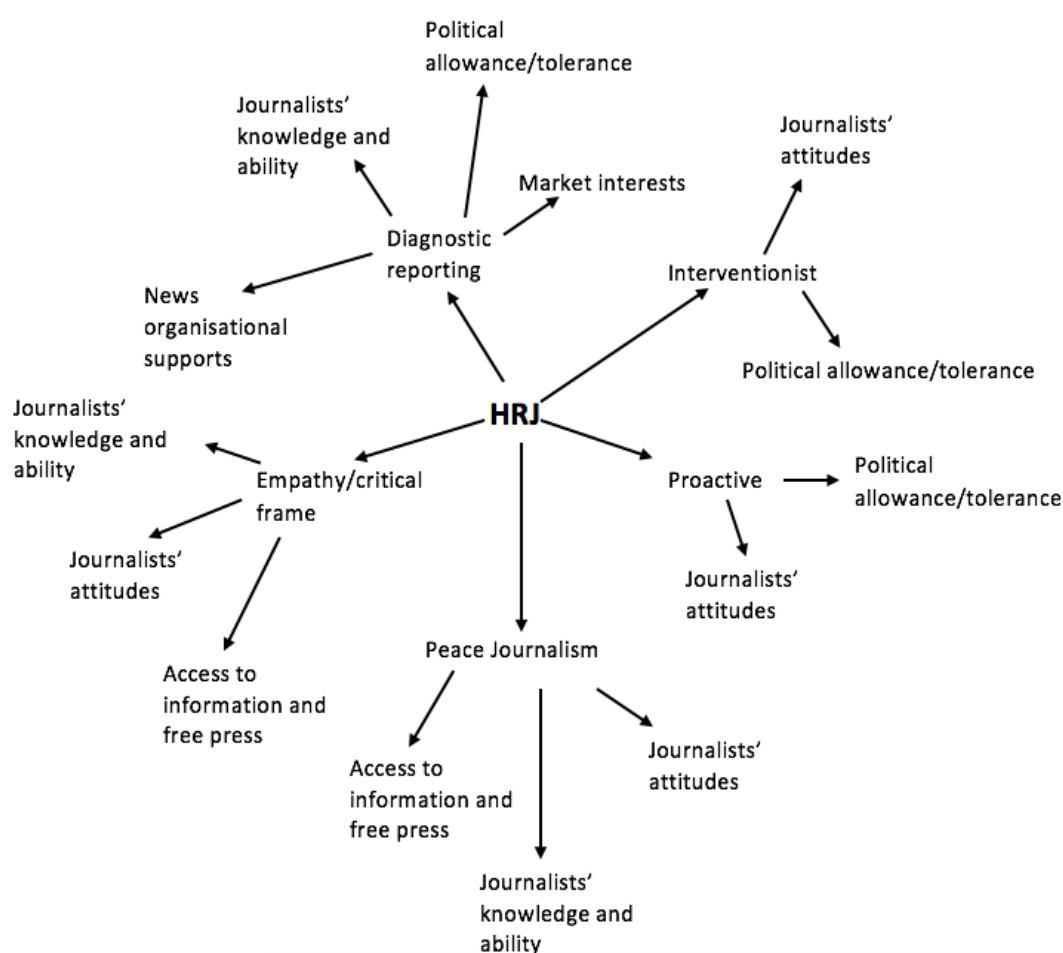 Political
allowance/tolerance
Journalists’
knowledge and
ability
Market interests
Diagnostic
reporting
News
organisational
supports
Journalists’
attitudes
Interventionist
Political allowance/tolerance
HRJ
Journalists’
knowledge and
ability
Empathy/critical
frame
Journalists’
attitudes
Access to
information and
free press
Proactive
Political
allowance/tolerance
Journalists’
attitudes
Peace Journalism
Access to
information and
free press
Journalists’
attitudes
Journalists’
knowledge and
ability